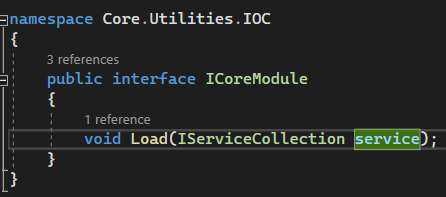 namespace Core.Utilities.IOC
{
3 references
public interface ICoreModule
{
1 reference
void Load(IServiceCollection service);
}
}